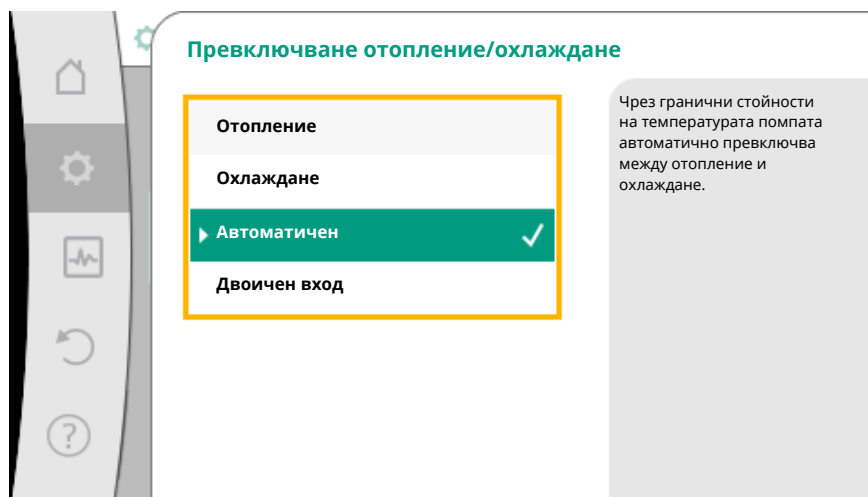 Превключване отопление/охлаждане
Отопление
Охлаждане
Автоматичен
Двоичен вход
Чрез гранични стойности
на температурата помпата
автоматично превключва
между отопление и
охлаждане.